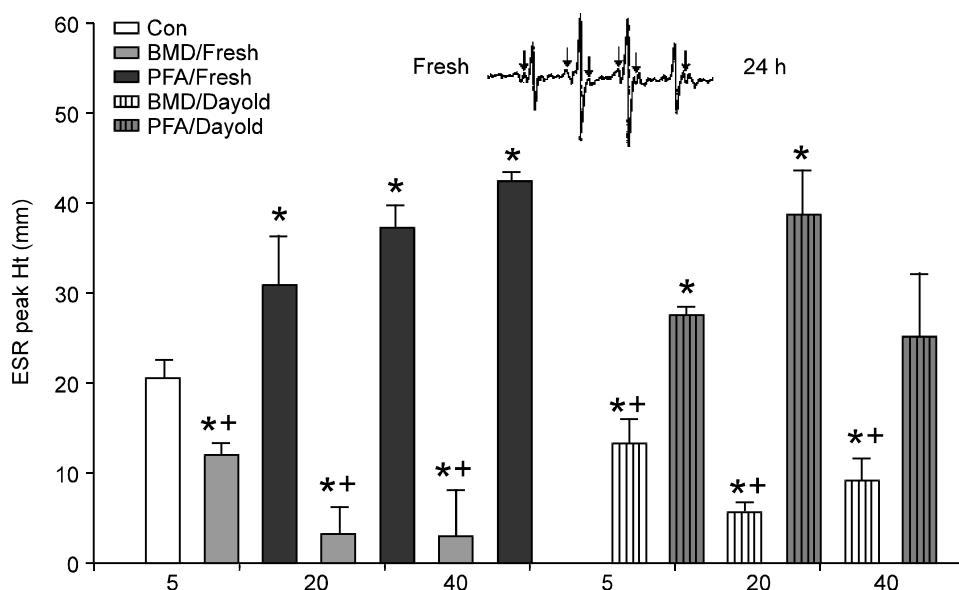 60
50
40
30
20
10
0
ESR peak Ht (mm)
Con
BMD/Fresh
PFA/Fresh
BMD/Dayold
PFA/Dayold
Fresh 24 h
*+ * *+ * *+ * *+ * *+ * *+
5 20 40 5 20 40